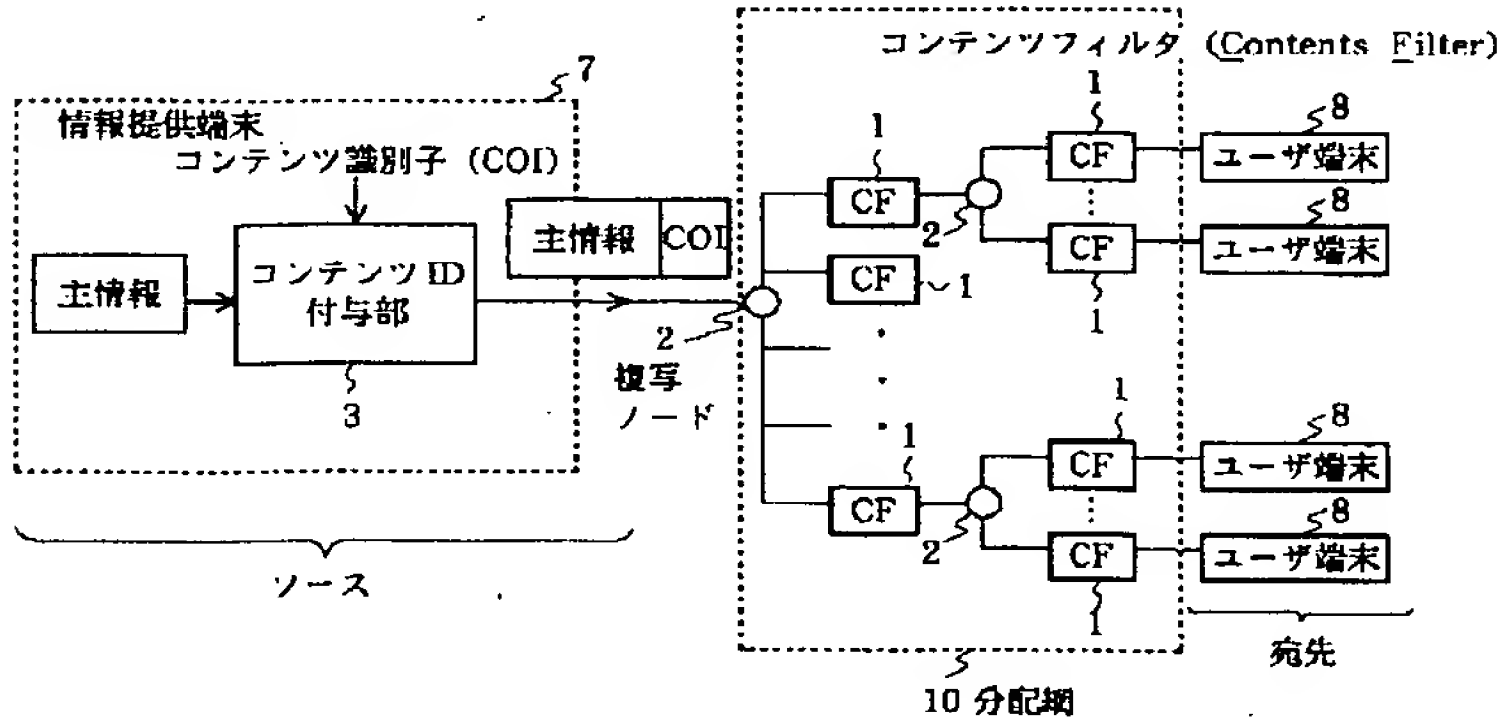 コンテンツフィルタ (Contents Filter)
7
情報提供端末
コンテンツ識別子 (COI)
主情報
コンテンツID
付与部
3
主情報 COI
2
複写
ノード
ソース
1
CF
2
1
CF
1
CF
8
ユーザ端末
8
ユーザ端末
CF
1
1
CF
2
1
CF
8
ユーザ端末
CF
1
8
ユーザ端末
宛先
10 分配網